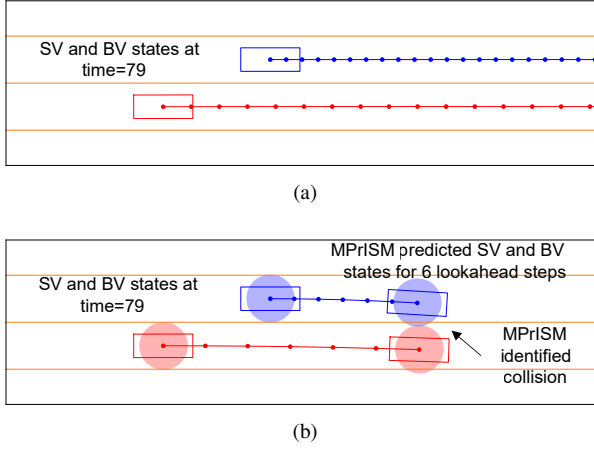 SV and BV states at
time=79
(a)
MPrISM predicted SV and BV
states for 6 lookahead steps
SV and BV states at
time=79
MPrISM
identified
collision
(b)